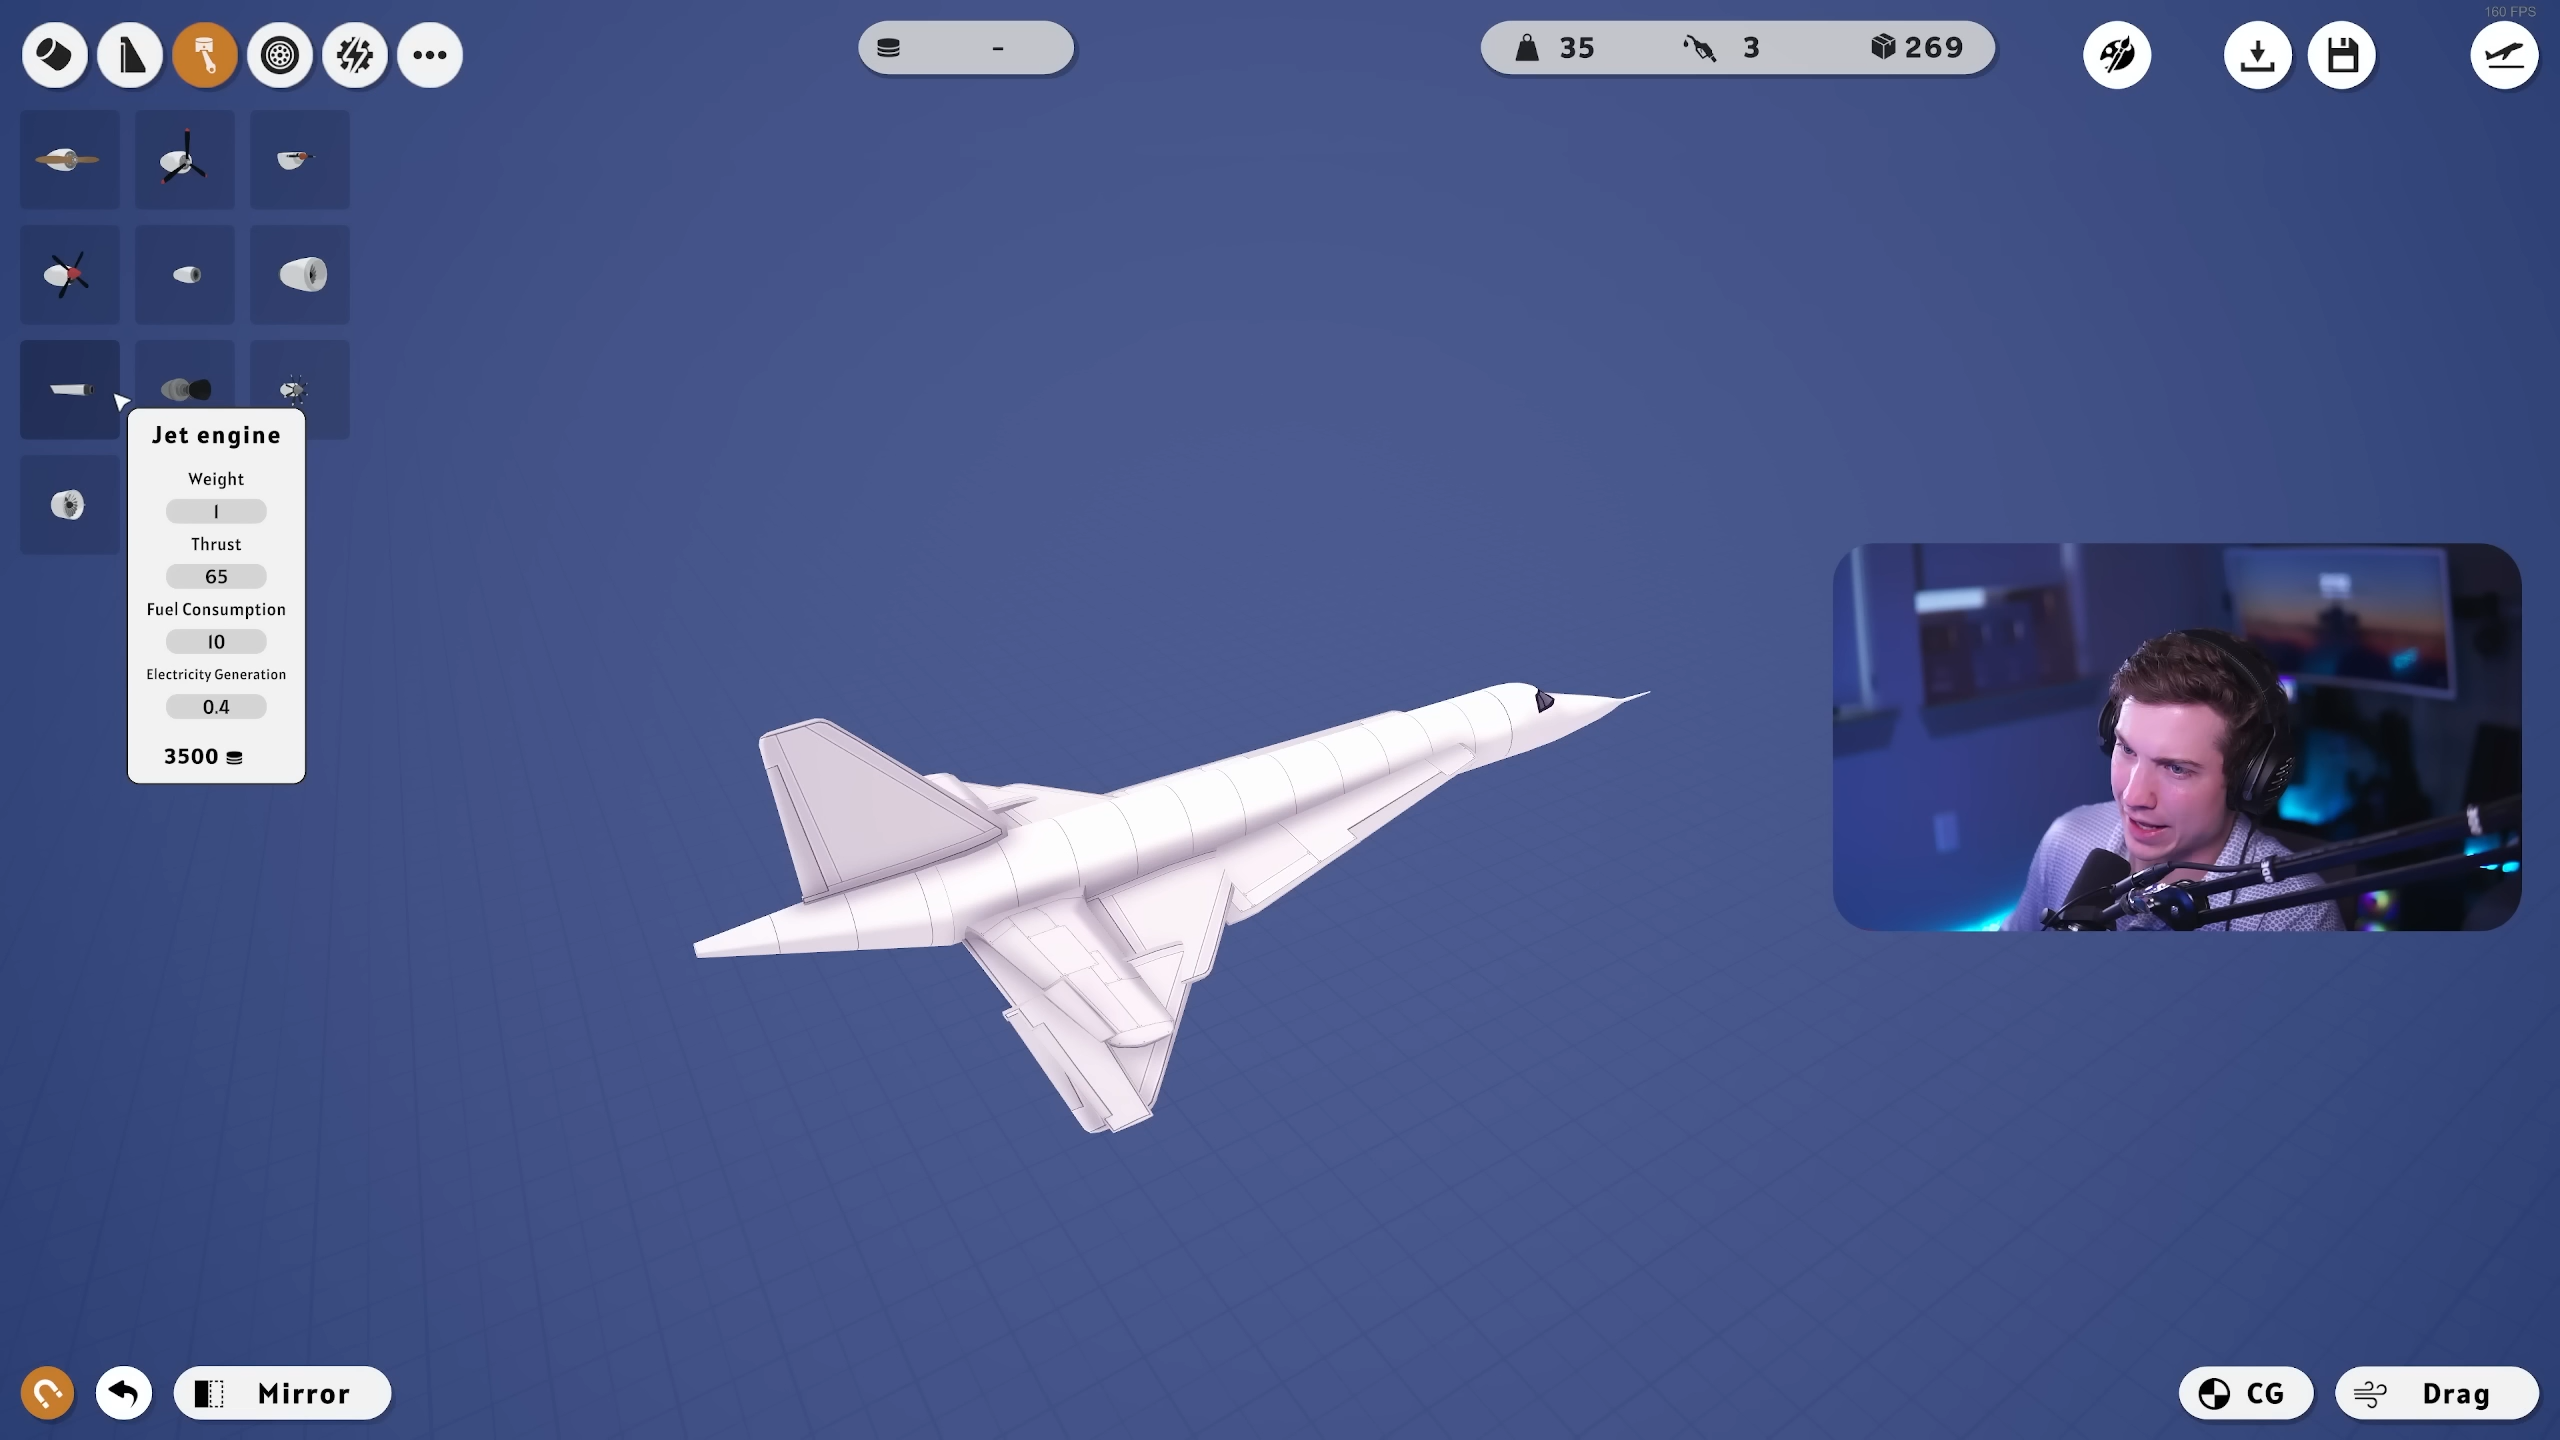 160 FPS
-
35
3
269
Jet engine
Weight
1
Thrust
65
Fuel Consumption
10
Electricity Generation
0.4
3500
Mirror
CG
Drag